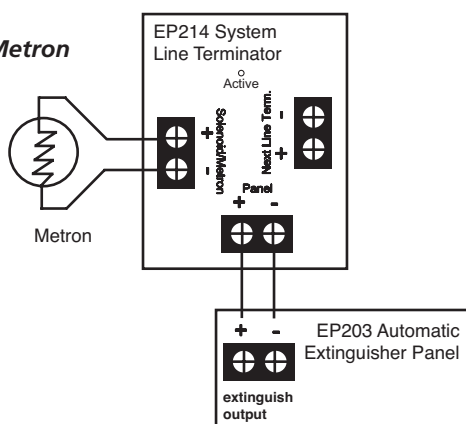 Metron
EP214 System
Line Terminator
Active
+
-
Solenoid/Metron
Next Line Term.
-
+
Panel
+ -
Metron
+ -
EP203 Automatic
Extinguisher Panel
extinguish
output